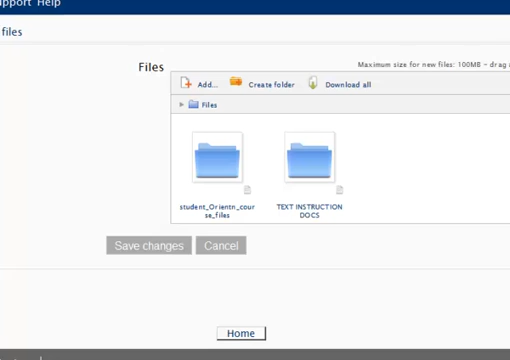 Support Help
files
Files
Maximum size for new files: 100MB - drag
Add... Create folder Download all
Files
student_Orientn_cour
se_files
TEXT INSTRUCTION
DOCS
Save changes Cancel
Home